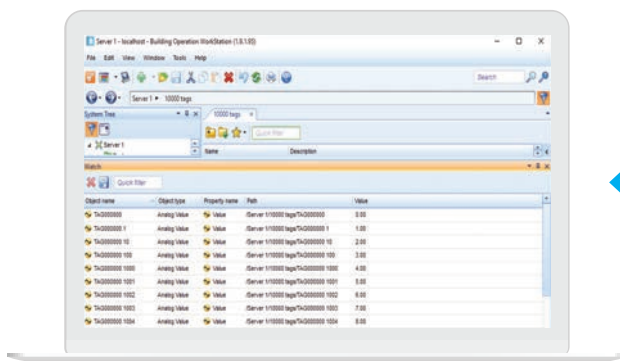 Server 1 - localhost - Building Operation WorkStation (1.8.1.95)
File Edit View Window Tools Help
Search
Server 1 ▸ 10000 tags
System Tree
10000 tags
Quick filter
Server 1
Name Description
Watch
Quick filter
Object name Object type Property name Path Value
TAG000000 Analog Value Value /Server 1/10000 tags/TAG000000 0.00
TAG000000 1 Analog Value Value /Server 1/10000 tags/TAG000000 1 1.00
TAG000000 10 Analog Value Value /Server 1/10000 tags/TAG000000 10 2.00
TAG000000 100 Analog Value Value /Server 1/10000 tags/TAG000000 100 3.00
TAG000000 1000 Analog Value Value /Server 1/10000 tags/TAG000000 1000 4.00
TAG000000 1001 Analog Value Value /Server 1/10000 tags/TAG000000 1001 5.00
TAG000000 1002 Analog Value Value /Server 1/10000 tags/TAG000000 1002 6.00
TAG000000 1003 Analog Value Value /Server 1/10000 tags/TAG000000 1003 7.00
TAG000000 1004 Analog Value Value /Server 1/10000 tags/TAG000000 1004 8.00